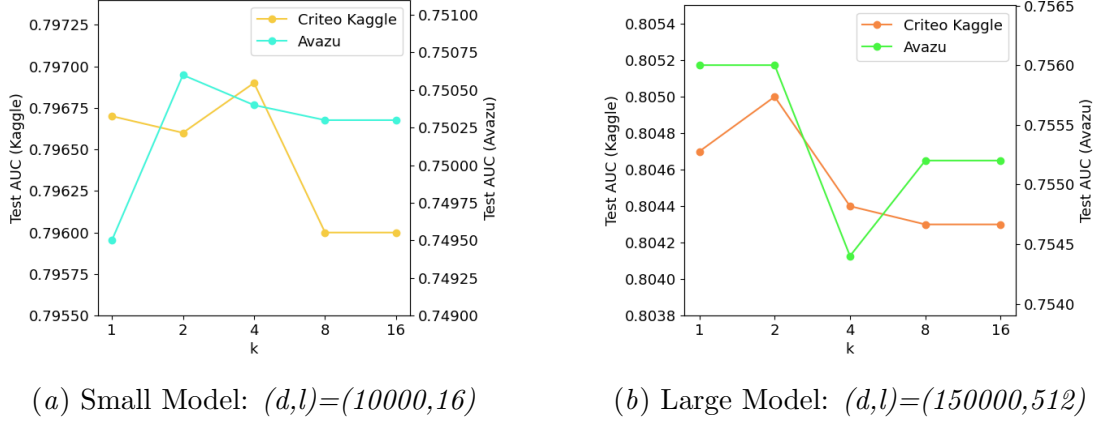 Criteo Kaggle
Avazu
Test AUC (Kaggle)
0.79725
0.79700
0.79675
0.79650
0.79625
0.79600
0.79575
0.79550
0.75100
0.75075
0.75050
0.75025
0.75000
0.74975
0.74950
0.74925
0.74900
Test AUC (Avazu)
1 2 4 8 16
k
(a) Small Model: (d,l)=(10000,16)
Criteo Kaggle
Avazu
Test AUC (Kaggle)
0.8054
0.8052
0.8050
0.8048
0.8046
0.8044
0.8042
0.8040
0.8038
0.7565
0.7560
0.7555
0.7550
0.7545
0.7540
Test AUC (Avazu)
1 2 4 8 16
k
(b) Large Model: (d,l)=(150000,512)